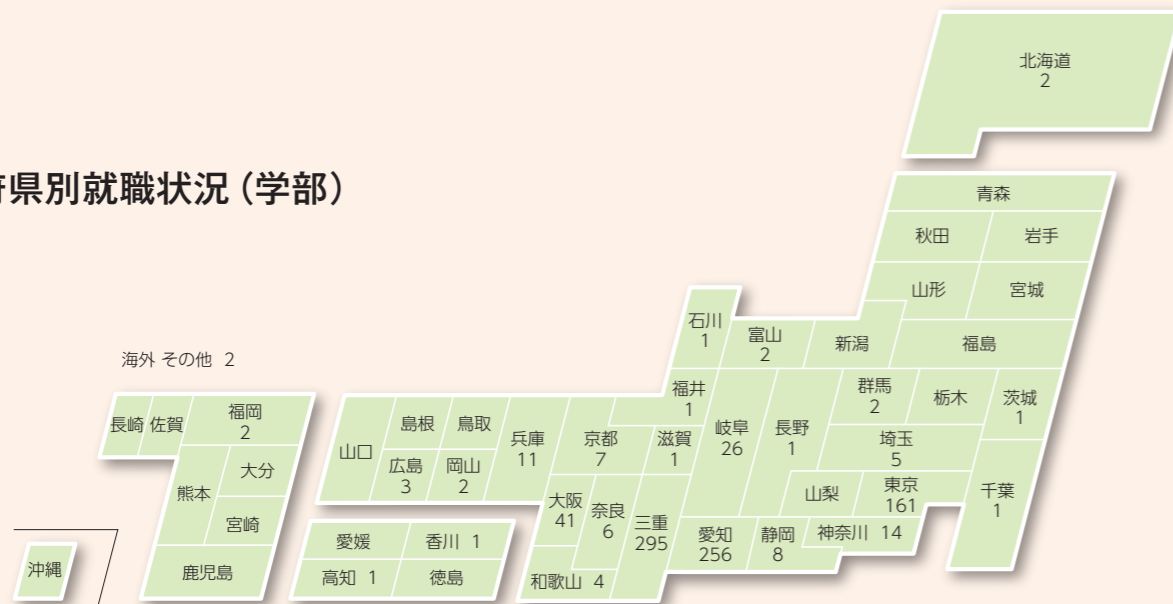 府県別就職状況（学部）
北海道
2
青森
秋田
岩手
山形
宮城
石川
1
富山
2
新潟
福島
海外 その他 2
福井
1
群馬
2
栃木
茨城
1
長崎
佐賀
福岡
2
山口
島根
鳥取
兵庫
11
京都
7
滋賀
1
岐阜
26
長野
1
埼玉
5
熊本
大分
広島
3
岡山
2
山梨
東京
161
千葉
1
宮崎
大阪
41
奈良
6
三重
295
愛知
256
静岡
8
神奈川 14
愛媛
香川 1
沖縄
鹿児島
高知 1
徳島
和歌山 4